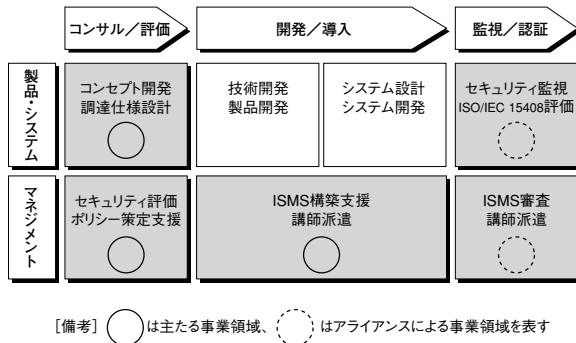 コンサル／評価
開発／導入
監視／認証
製品・システム
コンセプト開発
調達仕様設計
技術開発
製品開発
システム設計
システム開発
セキュリティ監視
ISO/IEC 15408評価
マネジメント
セキュリティ評価
ポリシー策定支援
ISMS構築支援
講師派遣
ISMS審査
講師派遣
［備考］ は主たる事業領域、 はアライアンスによる事業領域を表す